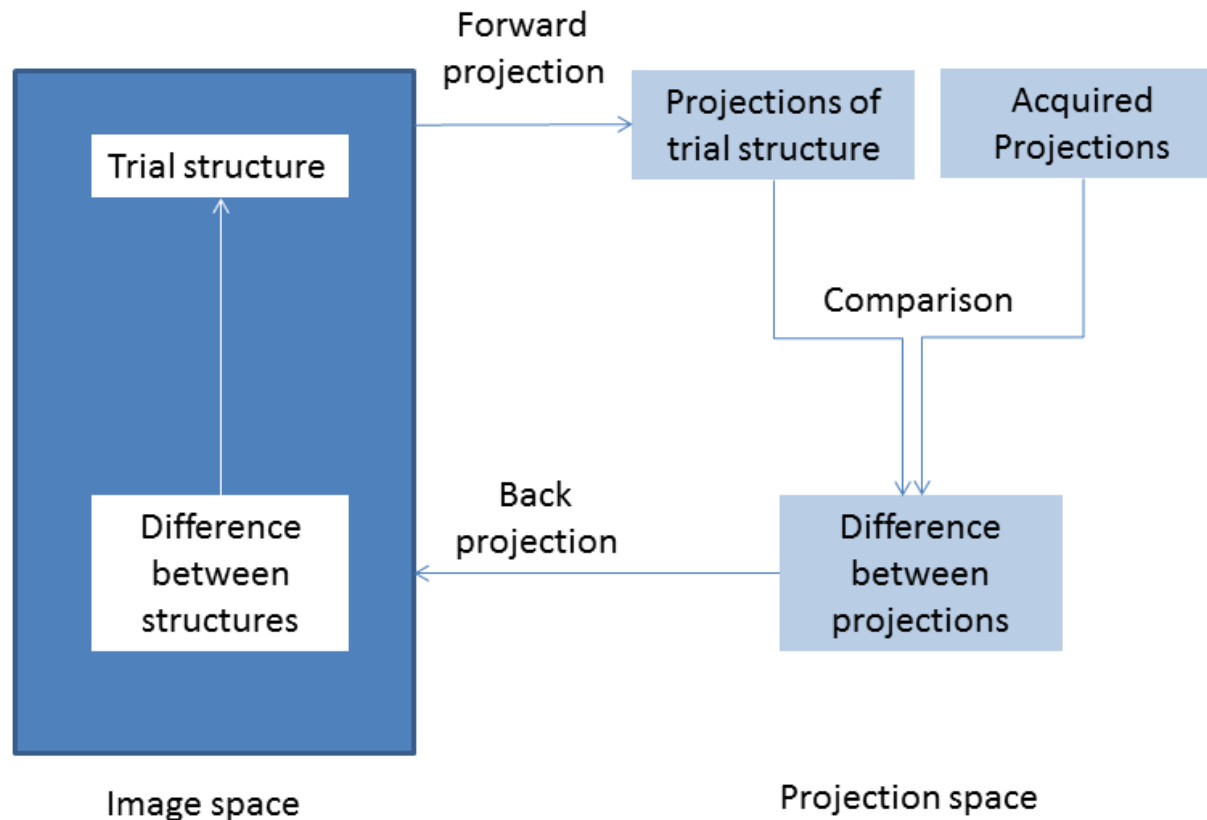 Forward
projection
Projections of
trial structure
Acquired
Projections
Trial structure
Comparison
Back
projection
Difference
between
structures
Difference
between
projections
Image space
Projection space